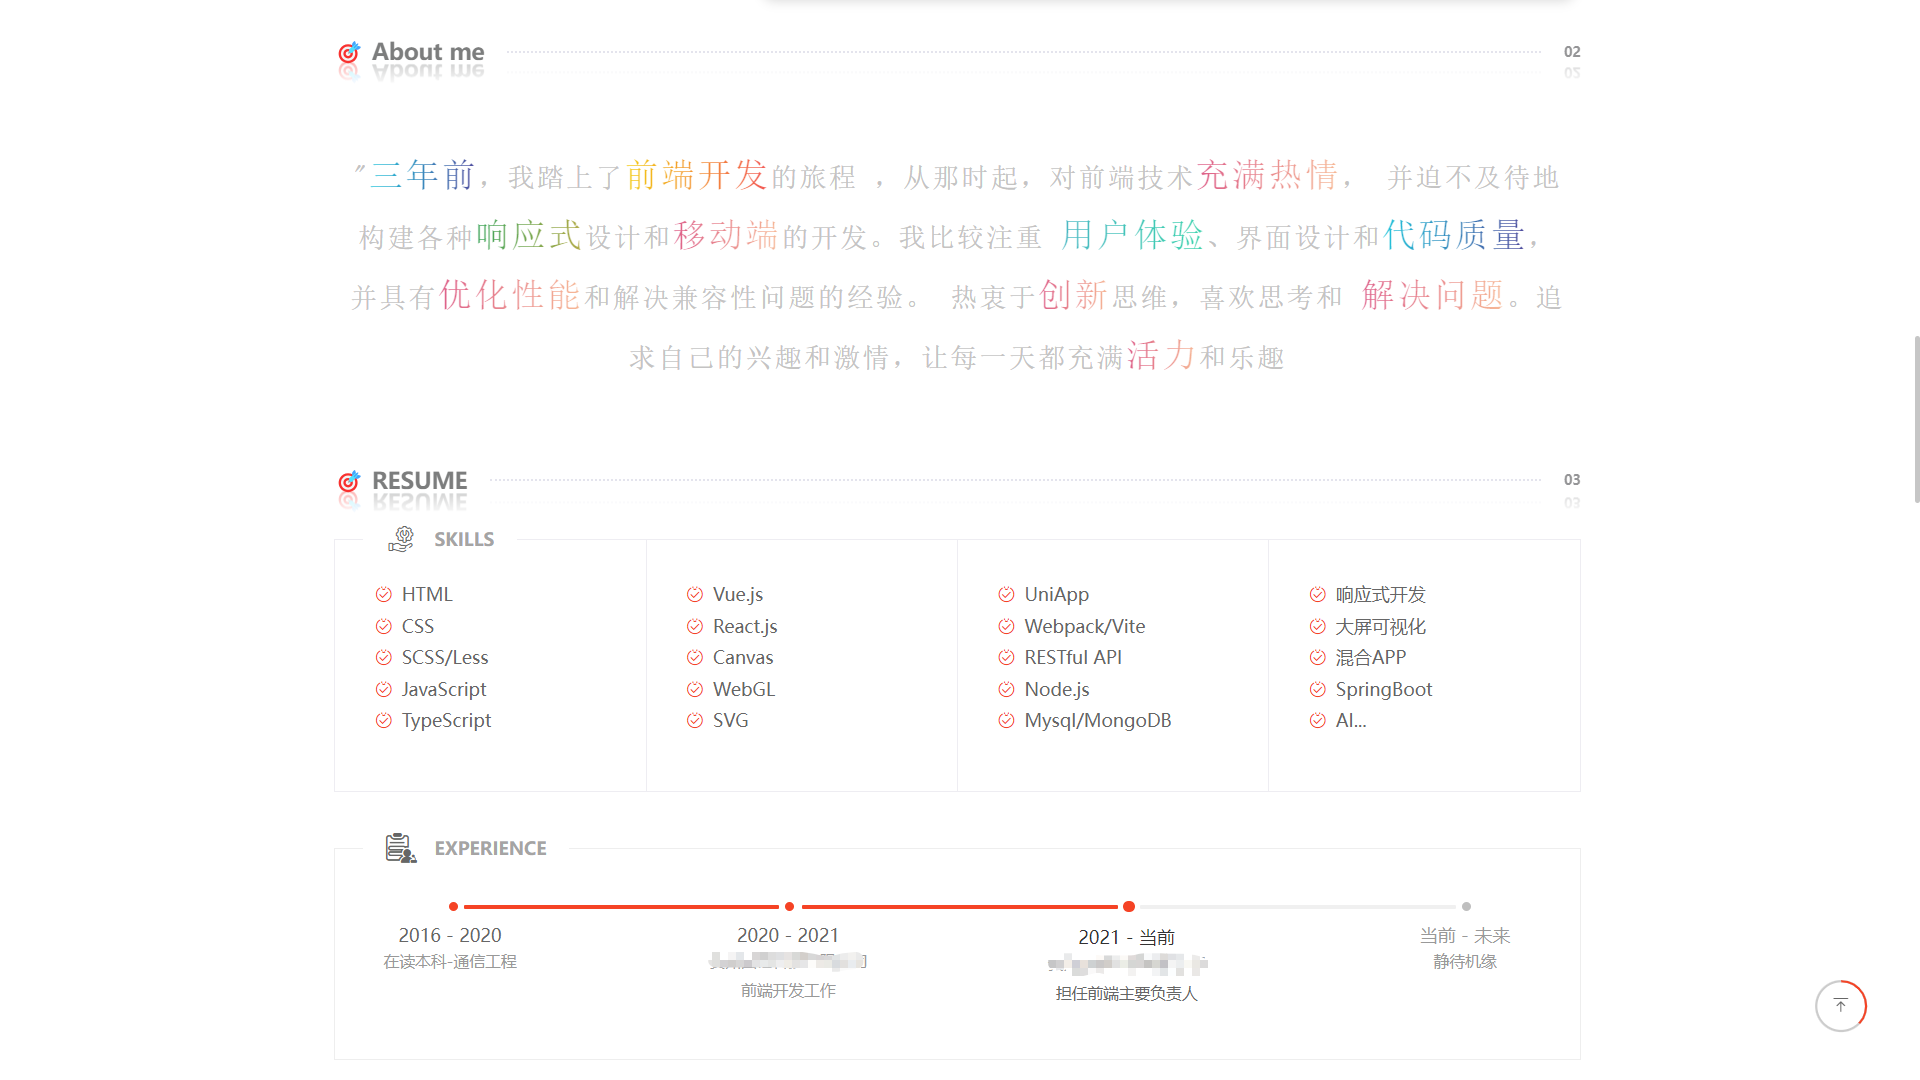 About me
02
"三年前，我踏上了前端开发的旅程 ，从那时起，对前端技术充满热情， 并迫不及待地
构建各种响应式设计和移动端的开发。我比较注重 用户体验、界面设计和代码质量，
并具有优化性能和解决兼容性问题的经验。 热衷于创新思维，喜欢思考和 解决问题。追
求自己的兴趣和激情，让每一天都充满活力和乐趣
RESUME
03
SKILLS
HTML
CSS
SCSS/Less
JavaScript
TypeScript
Vue.js
React.js
Canvas
WebGL
SVG
UniApp
Webpack/Vite
RESTful API
Node.js
Mysql/MongoDB
响应式开发
大屏可视化
混合APP
SpringBoot
AI...
EXPERIENCE
2016 - 2020
在读本科-通信工程
2020 - 2021
前端开发工作
2021 - 当前
担任前端主要负责人
当前 - 未来
静待机缘